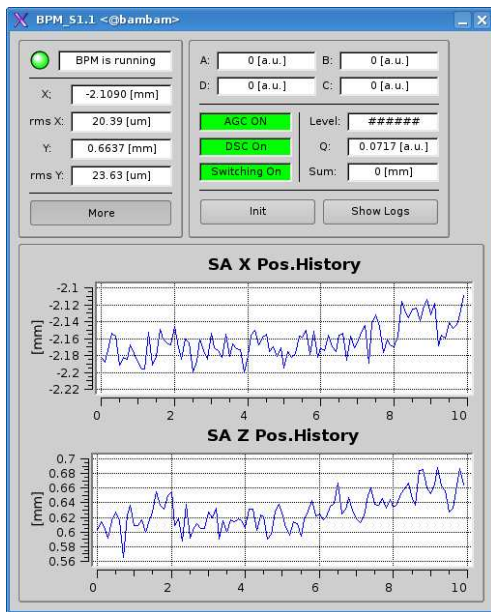 BPM_S1.1 <@bambam>
BPM is running
X: -2.1090 [mm]
rms X: 20.39 [um]
Y: 0.6637 [mm]
rms Y: 23.63 [um]
More
A: 0 [a.u.] B: 0 [a.u.]
D: 0 [a.u.] C: 0 [a.u.]
AGC ON Level: ######
DSC On Q: 0.0717 [a.u.]
Switching On Sum: 0 [mm]
Init Show Logs
SA X Pos.History
-2.1
-2.12
-2.14
-2.16
-2.18
-2.2
-2.22
[mm]
0 2 4 6 8 10
SA Z Pos.History
0.7
0.68
0.66
0.64
0.62
0.6
0.58
0.56
[mm]
0 2 4 6 8 10